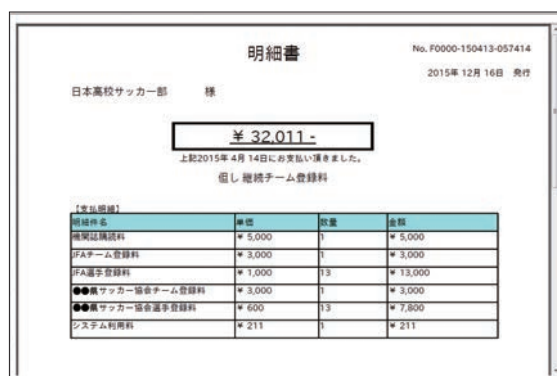 明細書
No. F0000-150413-057414
2015年 12月 16日 発行
日本高校サッカー部 様
¥ 32,011 -
上記2015年 4月 14日にお支払い頂きました。
但し 継続チーム登録料
【支払明細】
明細件名 単価 数量 金額
機関誌購読料 ¥ 5,000 1 ¥ 5,000
JFAチーム登録料 ¥ 3,000 1 ¥ 3,000
JFA選手登録料 ¥ 1,000 13 ¥ 13,000
●●県サッカー協会チーム登録料 ¥ 3,000 1 ¥ 3,000
●●県サッカー協会選手登録料 ¥ 600 13 ¥ 7,800
システム利用料 ¥ 211 1 ¥ 211